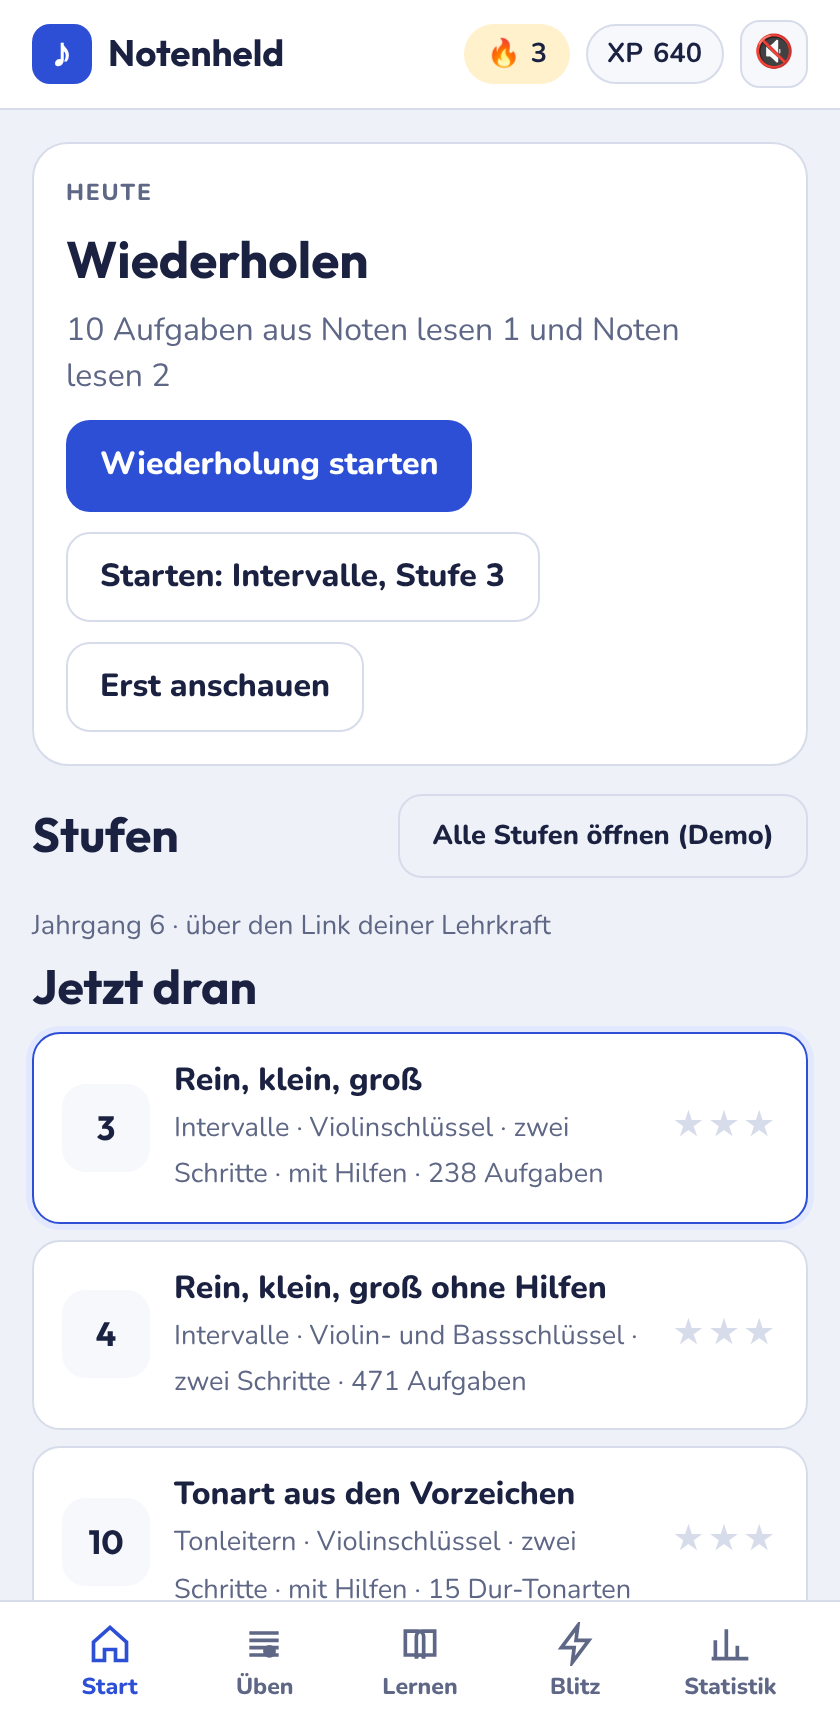 Notenheld
3
XP 640
HEUTE
Wiederholen
10 Aufgaben aus Noten lesen 1 und Noten
lesen 2
Wiederholung starten
Starten: Intervalle, Stufe 3
Erst anschauen
Stufen
Alle Stufen öffnen (Demo)
Jahrgang 6 · über den Link deiner Lehrkraft
Jetzt dran
3
Rein, klein, groß
Intervalle · Violinschlüssel · zwei
Schritte · mit Hilfen · 238 Aufgaben
4
Rein, klein, groß ohne Hilfen
Intervalle · Violin- und Bassschlüssel ·
zwei Schritte · 471 Aufgaben
10
Tonart aus den Vorzeichen
Tonleitern · Violinschlüssel · zwei
Schritte · mit Hilfen · 15 Dur-Tonarten
Start
Üben
Lernen
Blitz
Statistik